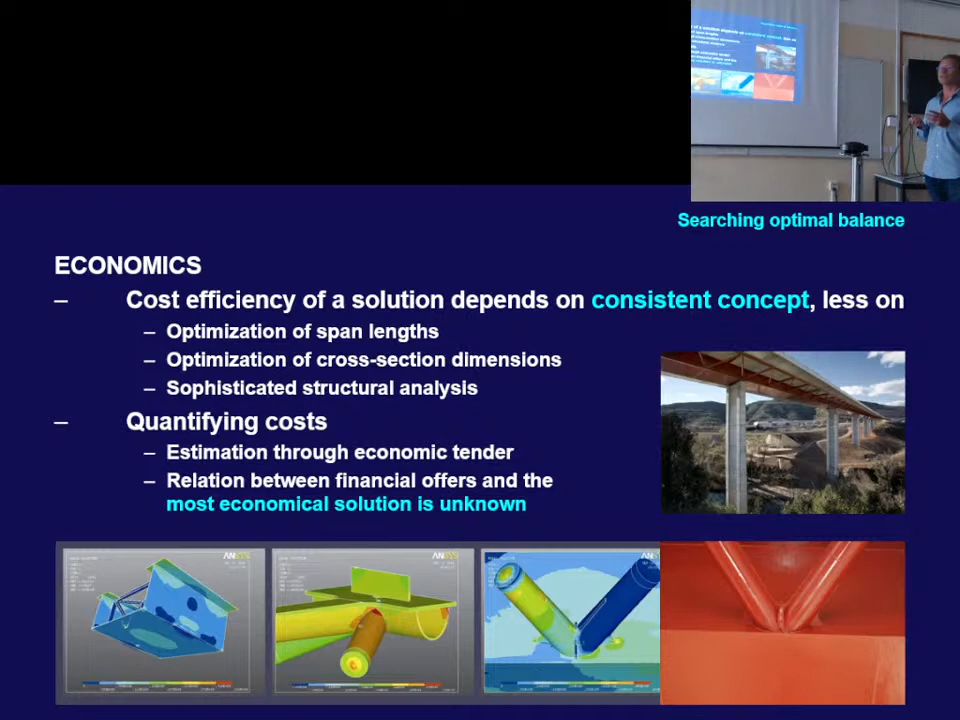 Searching optimal balance
ECONOMICS
– Cost efficiency of a solution depends on consistent concept, less on
– Optimization of span lengths
– Optimization of cross-section dimensions
– Sophisticated structural analysis
– Quantifying costs
– Estimation through economic tender
– Relation between financial offers and the
most economical solution is unknown
ANSYS
ANSYS